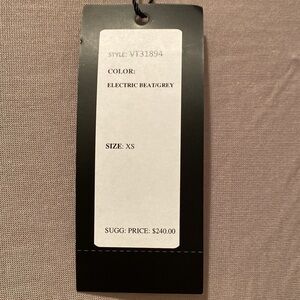 STYLE: VT31894
COLOR:
ELECTRIC BEAT/GREY
SIZE: XS
SUGG: PRICE: $240.00